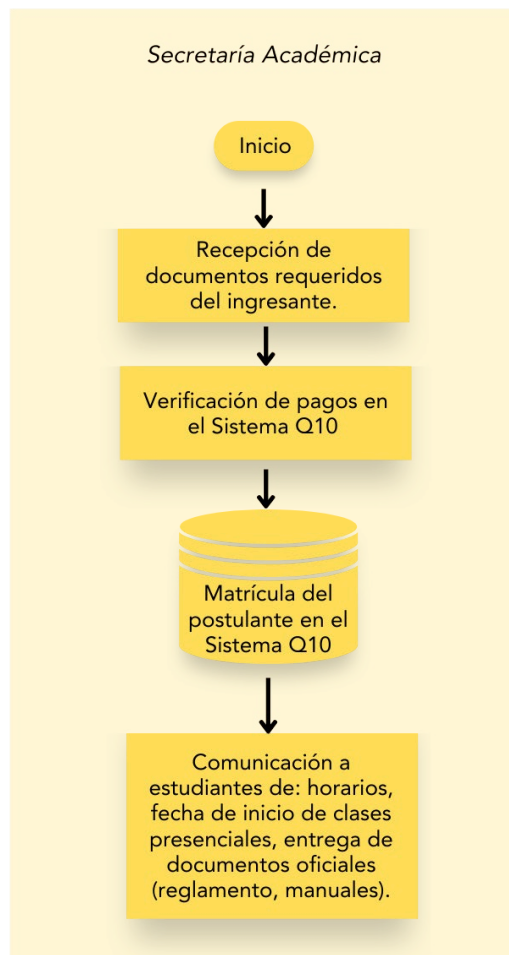 Secretaría Académica
Inicio
Recepción de
documentos requeridos
del ingresante.
Verificación de pagos en
el Sistema Q10
Matrícula del
postulante en el
Sistema Q10
Comunicación a
estudiantes de: horarios,
fecha de inicio de clases
presenciales, entrega de
documentos oficiales
(reglamento, manuales).